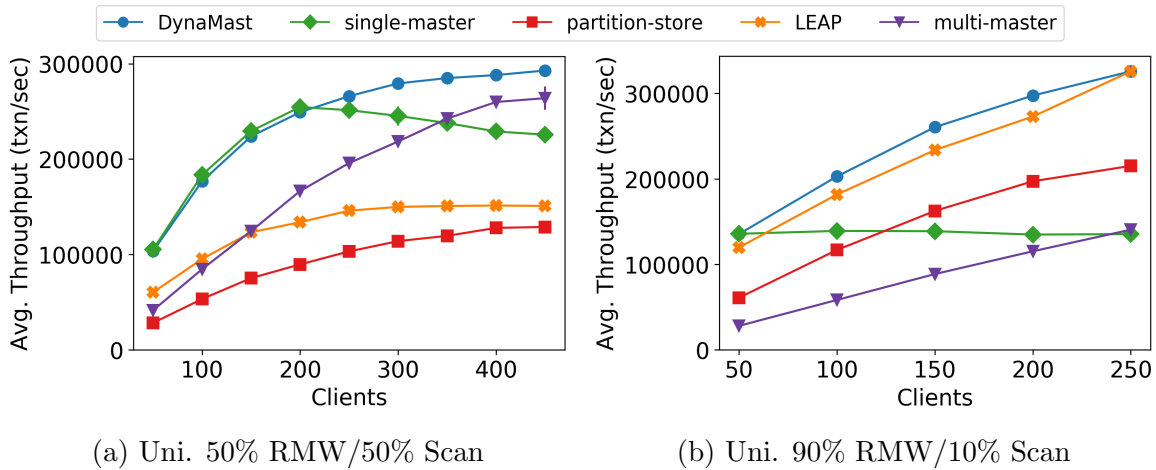 DynaMast single-master partition-store LEAP multi-master
Avg. Throughput (txn/sec)
300000
200000
100000
0
100 200 300 400
Clients
(a) Uni. 50% RMW/50% Scan
Avg. Throughput (txn/sec)
300000
200000
100000
0
50 100 150 200 250
Clients
(b) Uni. 90% RMW/10% Scan